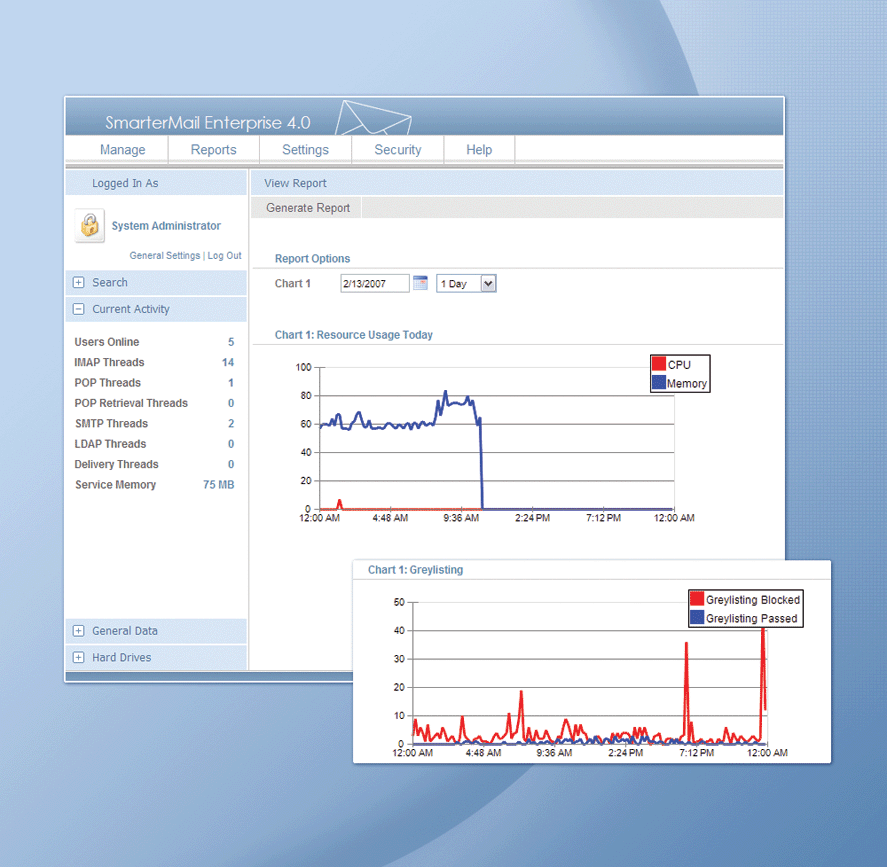 SmarterMail Enterprise 4.0
Manage Reports Settings Security Help
Logged In As
System Administrator
General Settings | Log Out
Search
Current Activity
Users Online 5
IMAP Threads 14
POP Threads 1
POP Retrieval Threads 0
SMTP Threads 2
LDAP Threads 0
Delivery Threads 0
Service Memory 75 MB
General Data
Hard Drives
View Report
Generate Report
Report Options
Chart 1 2/13/2007 1 Day
Chart 1: Resource Usage Today
CPU
Memory
100
80
60
40
20
0
12:00 AM 4:48 AM 9:36 AM 2:24 PM 7:12 PM 12:00 AM
Chart 1: Greylisting
Greylisting Blocked
Greylisting Passed
50
40
30
20
10
0
12:00 AM 4:48 AM 9:36 AM 2:24 PM 7:12 PM 12:00 AM